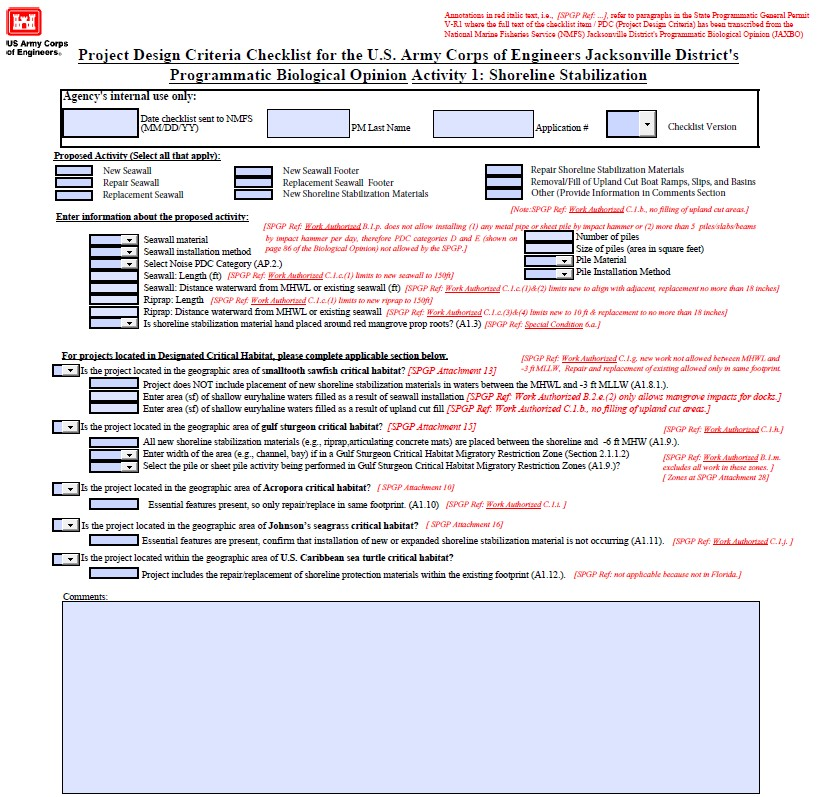 Annotations in red italic text, i.e., [SPGP Ref: ...], refer to paragraphs in the State Programmatic General Permit
V-R1 where the full text of the checklist item / PDC (Project Design Criteria) has been transcribed from the
National Marine Fisheries Service (NMFS) Jacksonville District's Programmatic Biological Opinion (JAXBO)
US Army Corps
of Engineers®
Project Design Criteria Checklist for the U.S. Army Corps of Engineers Jacksonville District's
Programmatic Biological Opinion Activity 1: Shoreline Stabilization
Agency's internal use only:
Date checklist sent to NMFS
(MM/DD/YY)
PM Last Name
Application #
Checklist Version
Proposed Activity (Select all that apply):
New Seawall
New Seawall Footer
Repair Shoreline Stabilization Materials
Repair Seawall
Replacement Seawall Footer
Removal/Fill of Upland Cut Boat Ramps, Slips, and Basins
Replacement Seawall
New Shoreline Stabilization Materials
Other (Provide Information in Comments Section
[Note:SPGP Ref: Work Authorized C.1.b., no filling of upland cut areas.]
Enter information about the proposed activity:
[SPGP Ref: Work Authorized B.1.p. does not allow installing (1) any metal pipe or sheet pile by impact hammer or (2) more than 5 piles/slabs/beams
by impact hammer per day, therefore PDC categories D and E (shown on
page 86 of the Biological Opinion) not allowed by the SPGP.]
Seawall material
Number of piles
Seawall installation method
Size of piles (area in square feet)
Select Noise PDC Category (AP.2.)
Pile Material
Seawall: Length (ft) [SPGP Ref: Work Authorized C.1.c.(1) limits to new seawall to 150ft]
Pile Installation Method
Seawall: Distance waterward from MHWL or existing seawall (ft) [SPGP Ref: Work Authorized C.1.c.(1)&(2) limits new to align with adjacent, replacement no more than 18 inches]
Riprap: Length [SPGP Ref: Work Authorized C.1.c.(1) limits to new riprap to 150ft]
Riprap: Distance waterward from MHWL or existing seawall [SPGP Ref: Work Authorized C.1.c.(3)&(4) limits new to 10 ft & replacement to no more than 18 inches]
Is shoreline stabilization material hand placed around red mangrove prop roots? (A1.3) [SPGP Ref: Special Condition 6.a.]
For projects located in Designated Critical Habitat, please complete applicable section below.
[SPGP Ref: Work Authorized C.1.g, new work not allowed between MHWL and
-3 ft MLLW, Repair and replacement of existing allowed only in same footprint.
Is the project located in the geographic area of smalltooth sawfish critical habitat? [SPGP Attachment 13]
Project does NOT include placement of new shoreline stabilization materials in waters between the MHWL and -3 ft MLLW (A1.8.1.).
Enter area (sf) of shallow euryhaline waters filled as a result of seawall installation [SPGP Ref: Work Authorized B.2.e.(2) only allows mangrove impacts for docks.]
Enter area (sf) of shallow euryhaline waters filled as a result of upland cut fill [SPGP Ref: Work Authorized C.1.b., no filling of upland cut areas.]
Is the project located in the geographic area of gulf sturgeon critical habitat? [SPGP Attachment 15]
[SPGP Ref: Work Authorized C.1.h.]
All new shoreline stabilization materials (e.g., riprap,articulating concrete mats) are placed between the shoreline and -6 ft MHW (A1.9.).
Enter width of the area (e.g., channel, bay) if in a Gulf Sturgeon Critical Habitat Migratory Restriction Zone (Section 2.1.1.2)
[SPGP Ref: Work Authorized B.1.m.
Select the pile or sheet pile activity being performed in Gulf Sturgeon Critical Habitat Migratory Restriction Zones (A1.9.)?
excludes all work in these zones. ]
[ Zones at SPGP Attachment 28]
Is the project located in the geographic area of Acropora critical habitat? [ SPGP Attachment 10]
Essential features present, so only repair/replace in same footprint. (A1.10) [SPGP Ref: Work Authorized C.1.i. ]
Is the project located in the geographic area of Johnson's seagrass critical habitat? [ SPGP Attachment 16]
Essential features are present, confirm that installation of new or expanded shoreline stabilization material is not occurring (A1.11). [SPGP Ref: Work Authorized C.1.j. ]
Is the project located within the geographic area of U.S. Caribbean sea turtle critical habitat?
Project includes the repair/replacement of shoreline protection materials within the existing footprint (A1.12.). [SPGP Ref: not applicable because not in Florida.]
Comments: